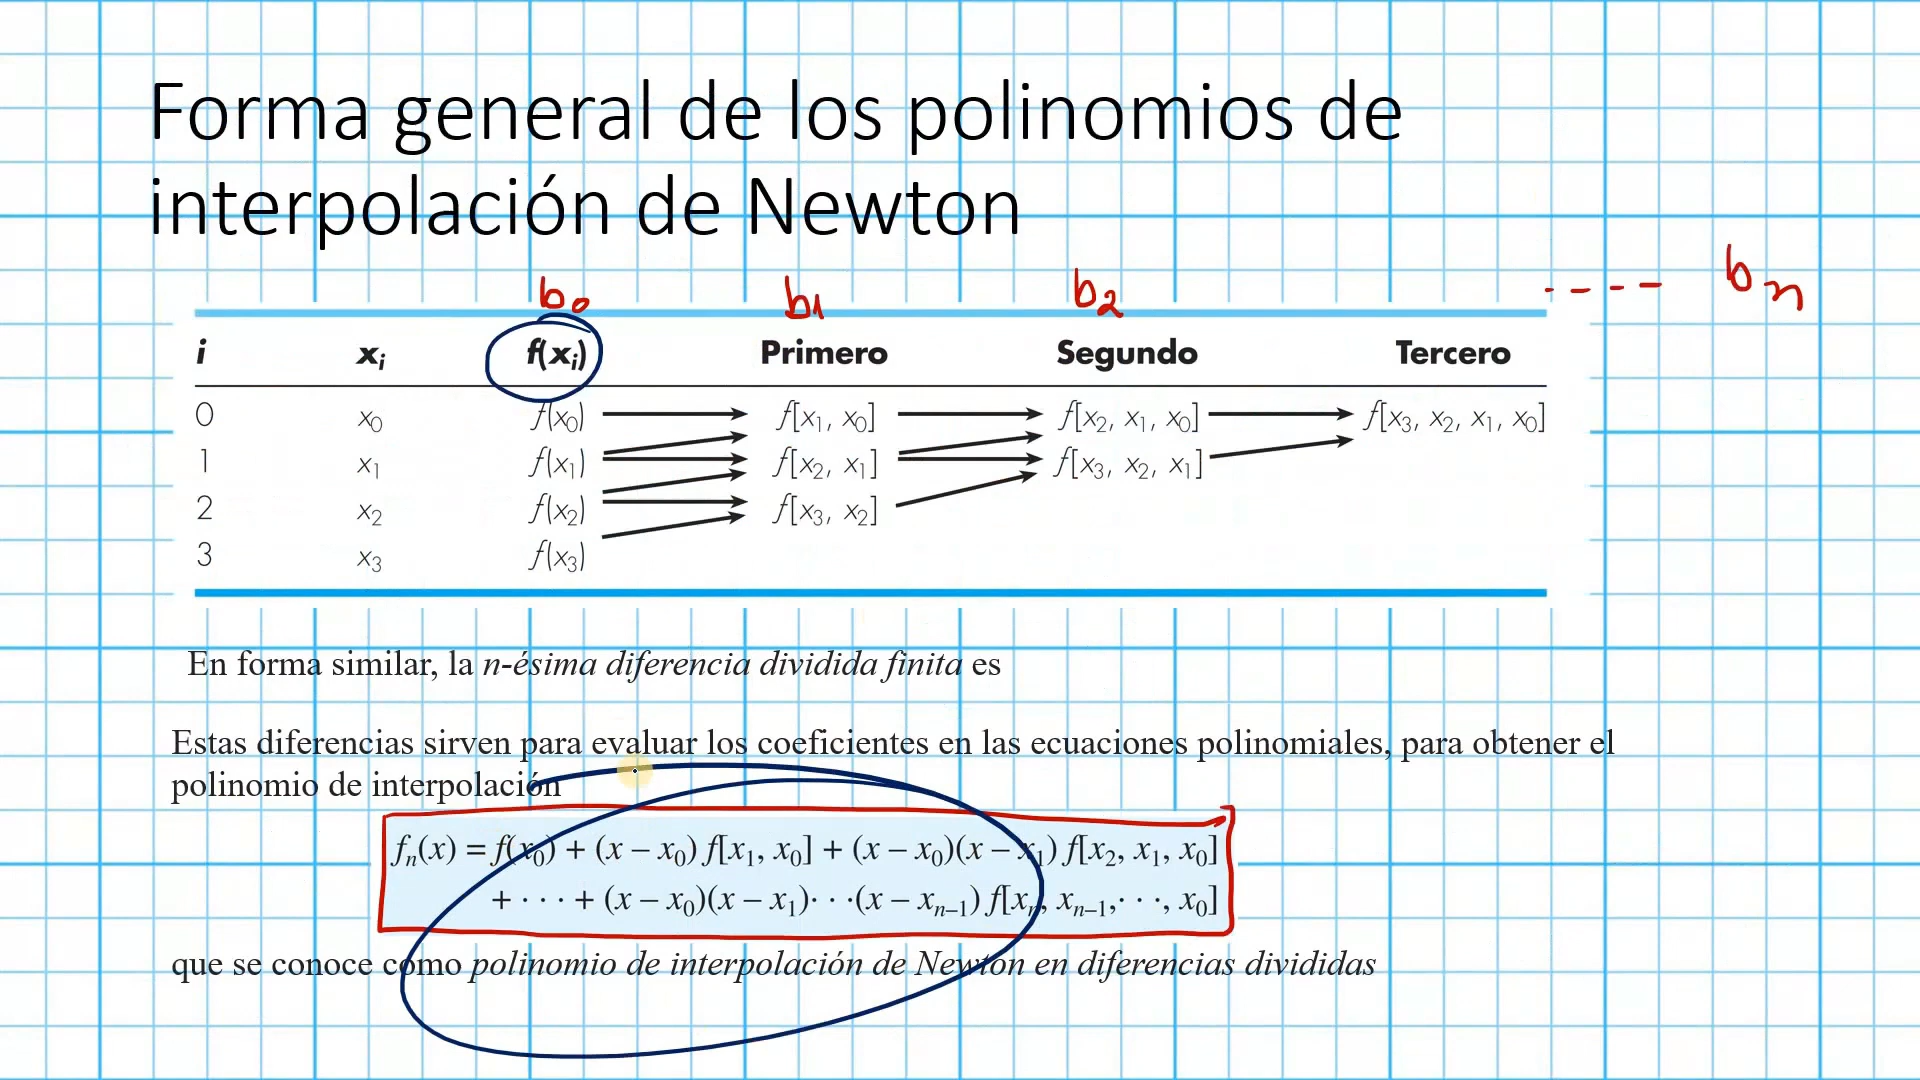 Forma general de los polinomios de
interpolación de Newton
b₀ b₁ b₂ ---- bₙ
i xᵢ f(xᵢ) Primero Segundo Tercero
0 x₀ f(x₀) f[x₁, x₀] f[x₂, x₁, x₀] f[x₃, x₂, x₁, x₀]
1 x₁ f(x₁) f[x₂, x₁] f[x₃, x₂, x₁]
2 x₂ f(x₂) f[x₃, x₂]
3 x₃ f(x₃)
En forma similar, la n-ésima diferencia dividida finita es
Estas diferencias sirven para evaluar los coeficientes en las ecuaciones polinomiales, para obtener el
polinomio de interpolación
fₙ(x) = f(x₀) + (x – x₀) f[x₁, x₀] + (x – x₀)(x – x₁) f[x₂, x₁, x₀]
+ · · · + (x – x₀)(x – x₁)· · ·(x – xₙ₋₁) f[xₙ, xₙ₋₁,· · ·, x₀]
que se conoce como polinomio de interpolación de Newton en diferencias divididas